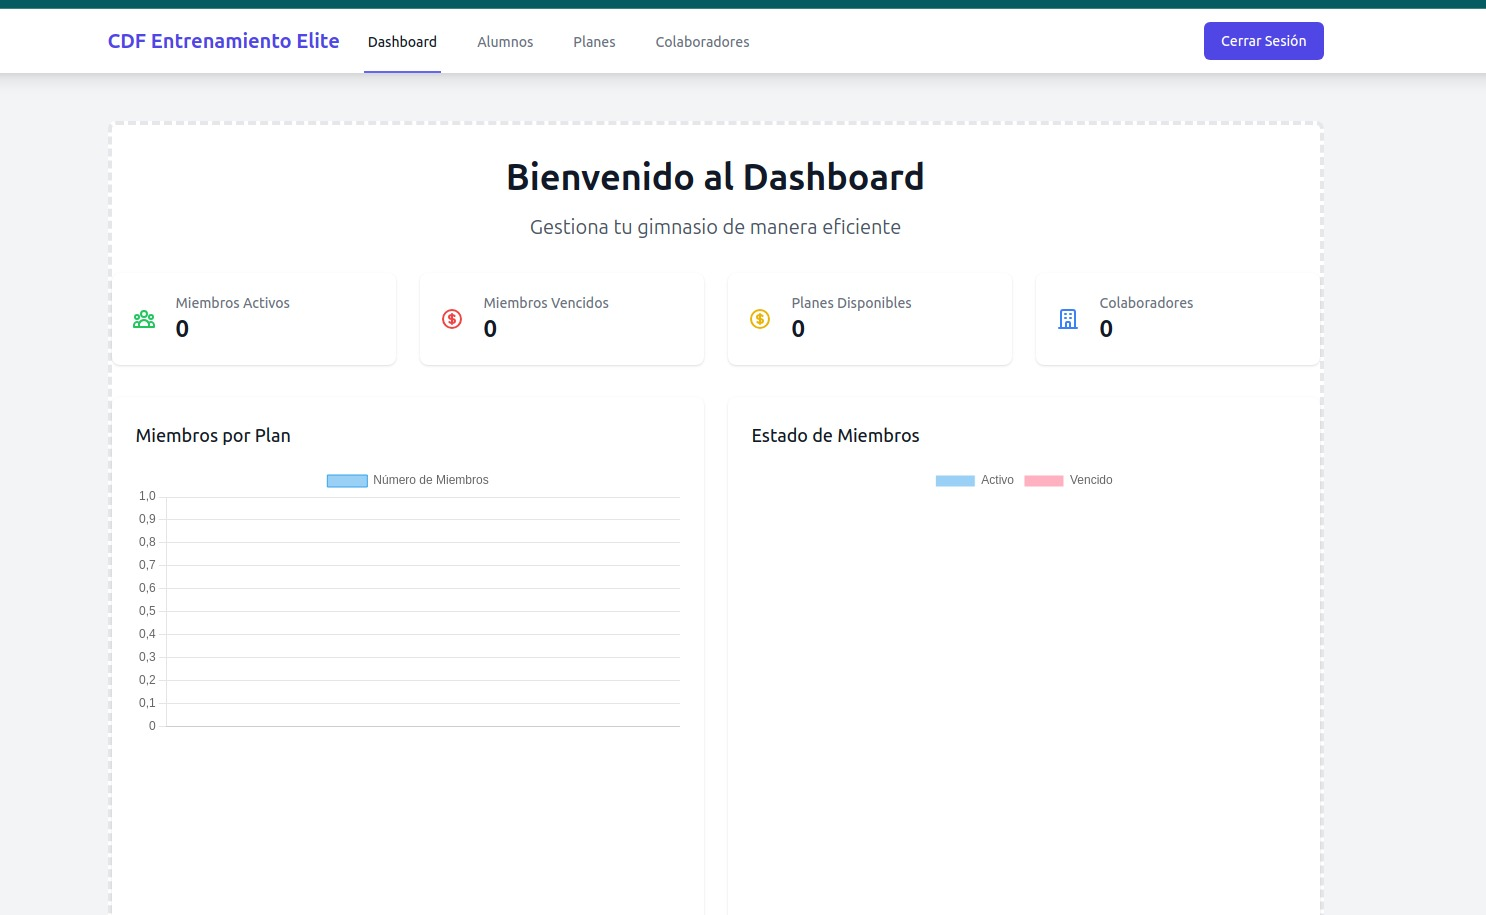 CDF Entrenamiento Elite Dashboard Alumnos Planes Colaboradores Cerrar Sesión
Bienvenido al Dashboard
Gestiona tu gimnasio de manera eficiente
Miembros Activos
0
Miembros Vencidos
0
Planes Disponibles
0
Colaboradores
0
Miembros por Plan
Número de Miembros
1,0
0,9
0,8
0,7
0,6
0,5
0,4
0,3
0,2
0,1
0
Estado de Miembros
Activo Vencido